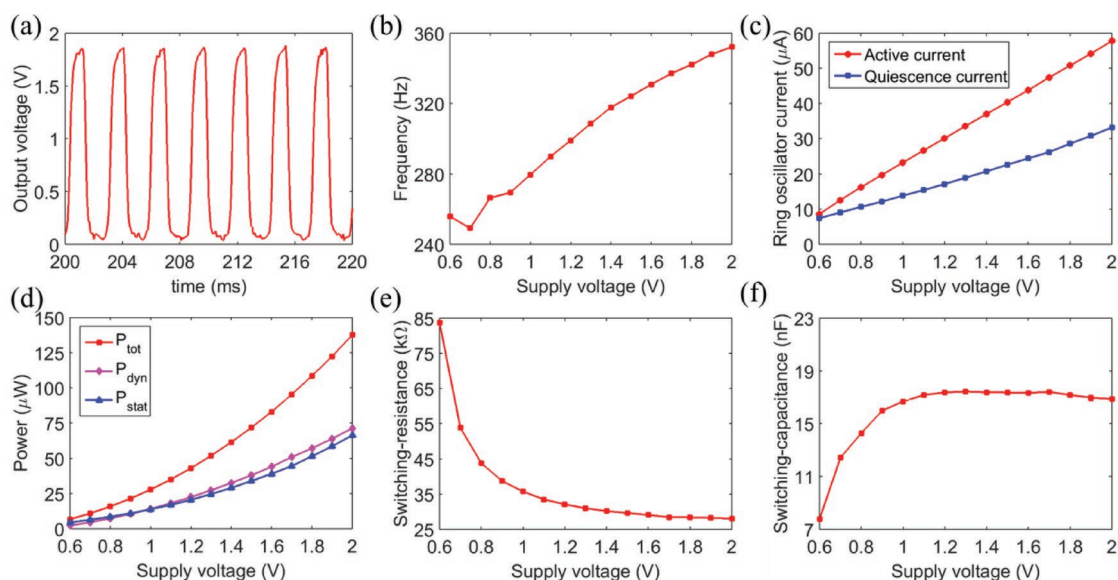 (a)
2
1.5
1
0.5
0
Output voltage (V)
200 204 208 212 216 220
time (ms)
(b)
360
320
280
240
Frequency (Hz)
0.6 0.8 1 1.2 1.4 1.6 1.8 2
Supply voltage (V)
(c)
60
50
40
30
20
10
0
Ring oscillator current (μA)
Active current
Quiescence current
0.6 0.8 1 1.2 1.4 1.6 1.8 2
Supply voltage (V)
(d)
150
125
100
75
50
25
0
Power (μW)
P_tot
P_dyn
P_stat
0.6 0.8 1 1.2 1.4 1.6 1.8 2
Supply voltage (V)
(e)
85
75
65
55
45
35
25
Switching-resistance (kΩ)
0.6 0.8 1 1.2 1.4 1.6 1.8 2
Supply voltage (V)
(f)
23
19
15
11
7
Switching-capacitance (nF)
0.6 0.8 1 1.2 1.4 1.6 1.8 2
Supply voltage (V)